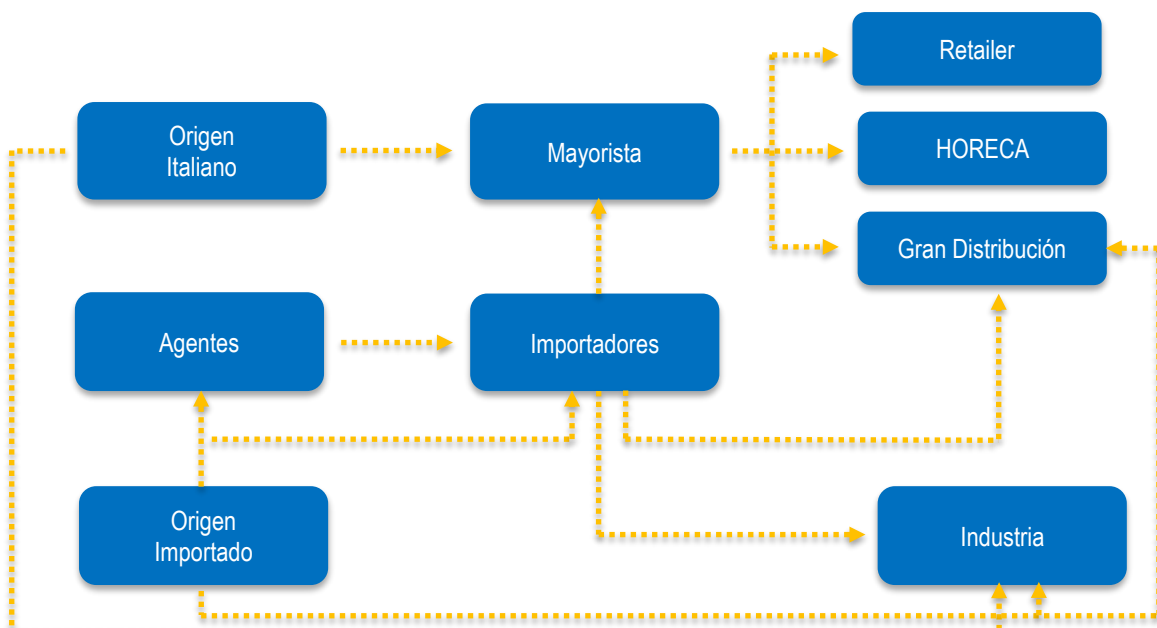 Retailer
Origen
Italiano
Mayorista
HORECA
Gran Distribución
Agentes
Importadores
Origen
Importado
Industria